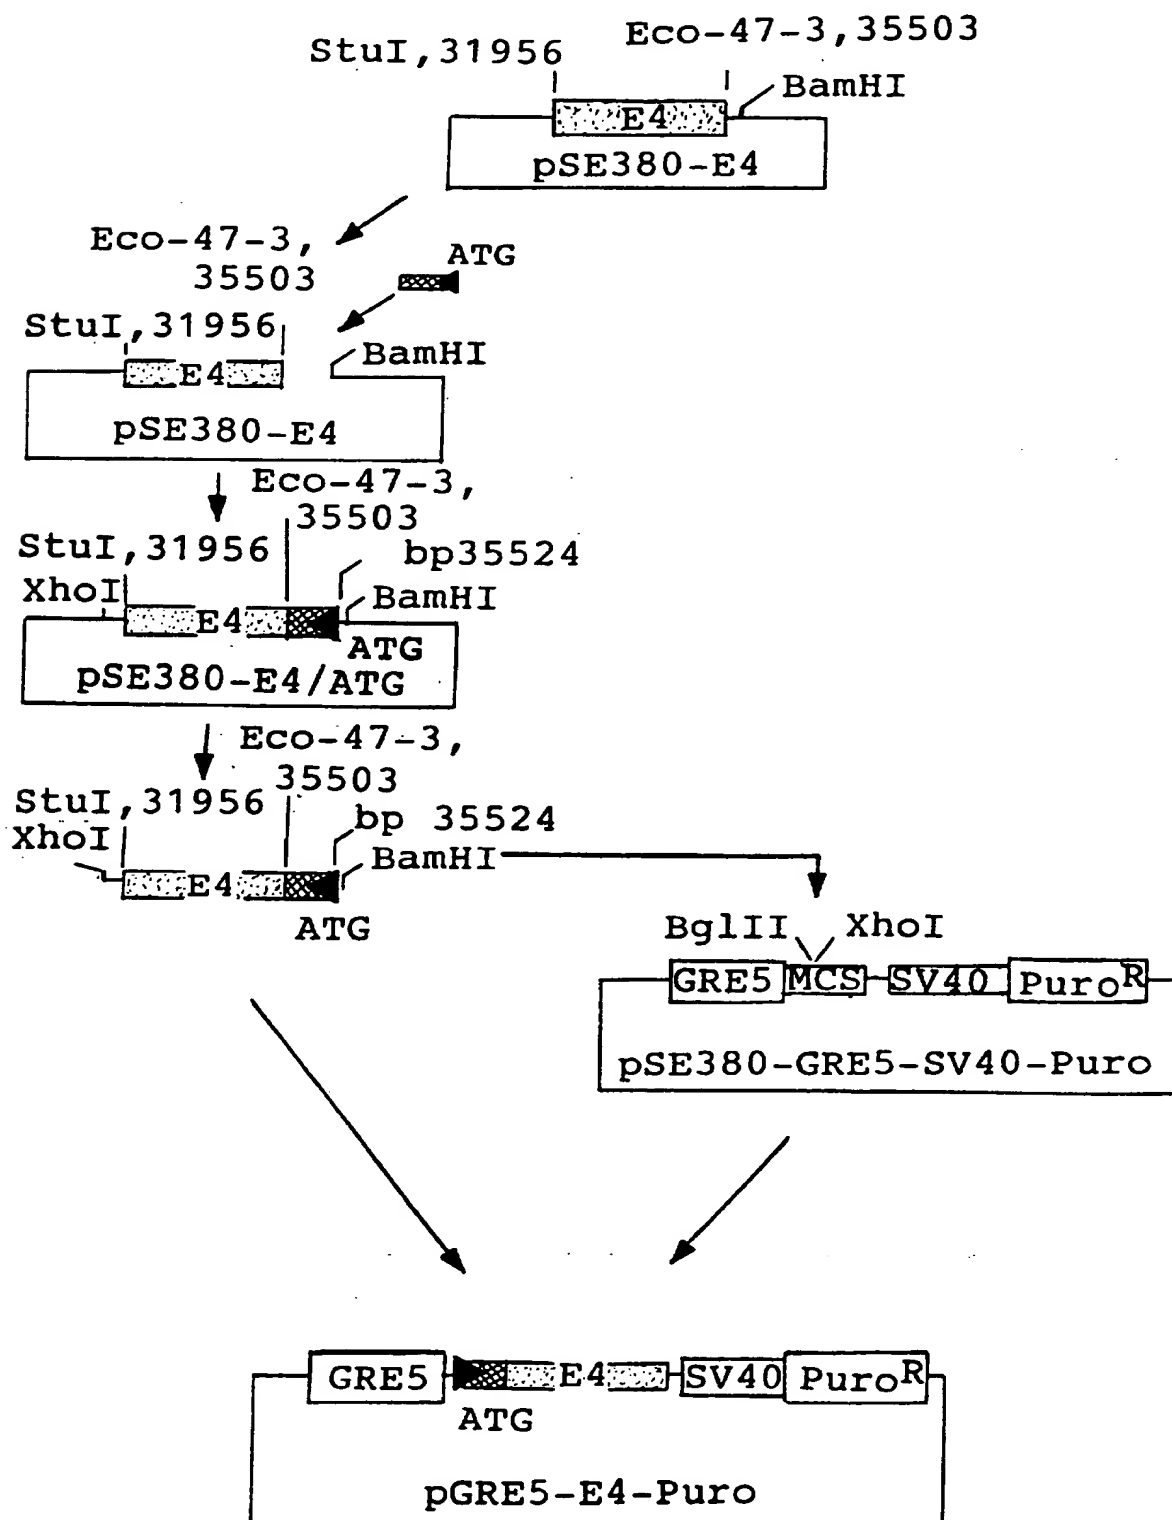 StuI,31956
Eco-47-3,35503
BamHI
E4
pSE380-E4
Eco-47-3,
35503
ATG
StuI,31956
BamHI
E4
pSE380-E4
Eco-47-3,
35503
StuI,31956
bp35524
XhoI
BamHI
E4
ATG
pSE380-E4/ATG
Eco-47-3,
35503
StuI,31956
bp 35524
XhoI
BamHI
E4
ATG
BglII
XhoI
GRE5 MCS SV40 PuroR
pSE380-GRE5-SV40-Puro
GRE5 E4 SV40 PuroR
ATG
pGRE5-E4-Puro